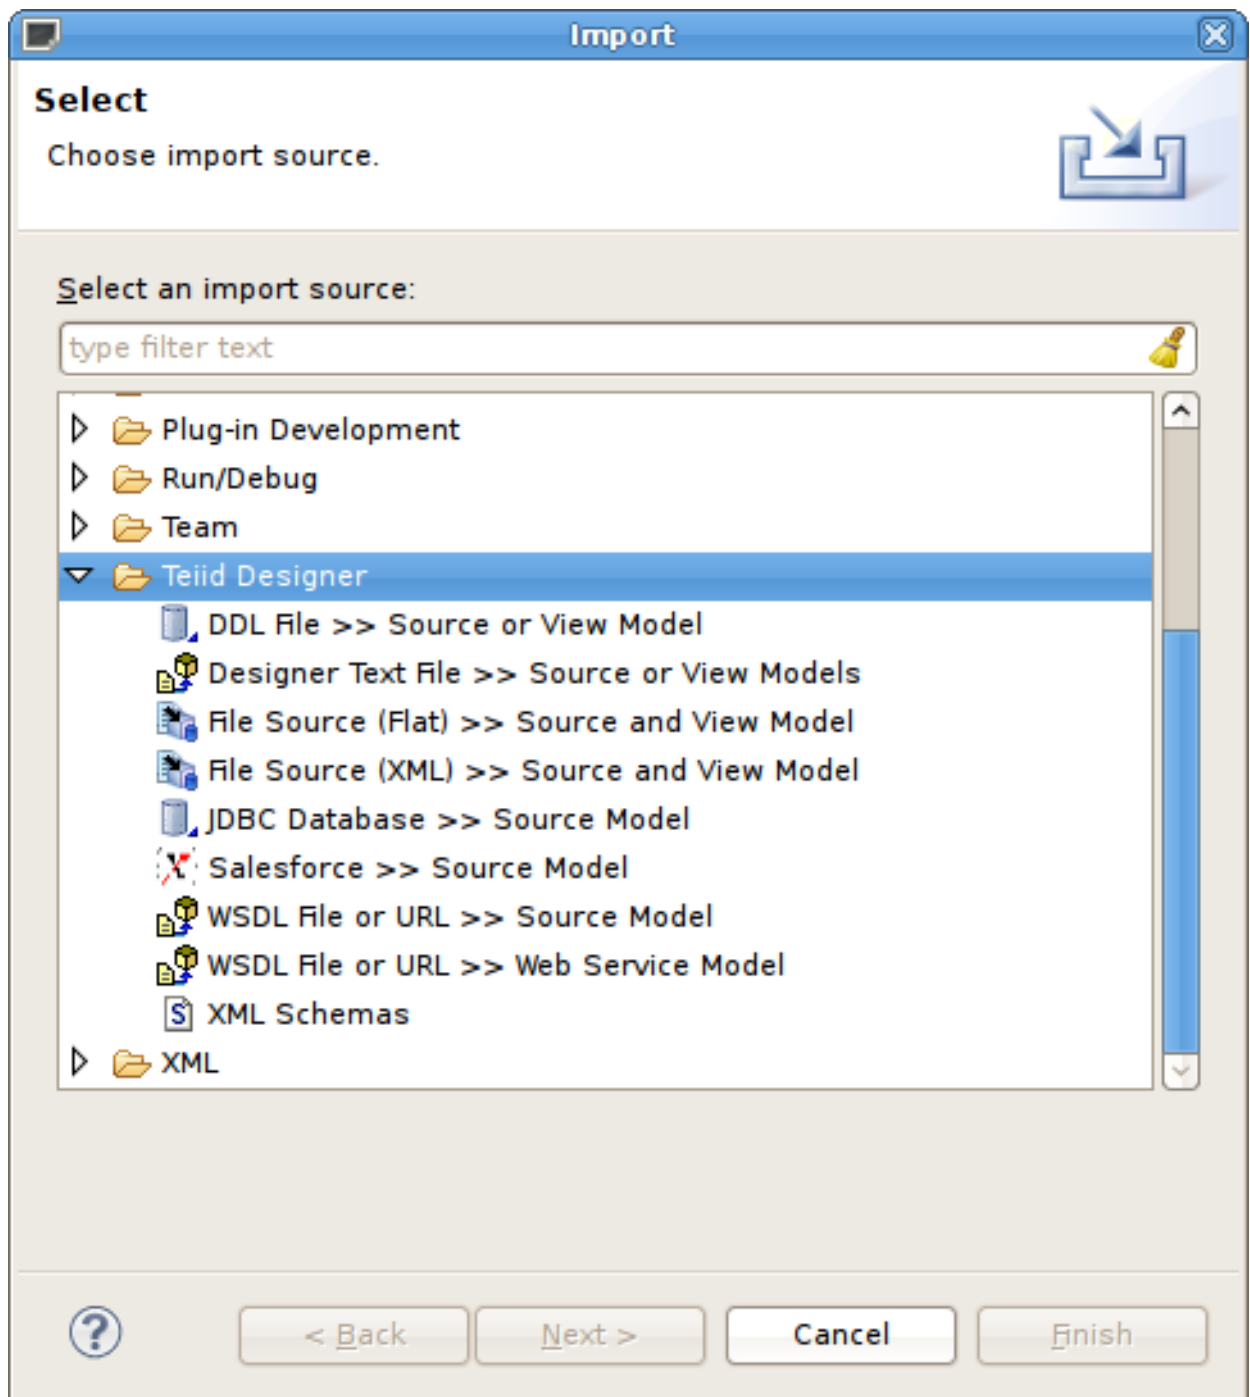 Import
Select
Choose import source.
Select an import source:
type filter text
Plug-in Development
Run/Debug
Team
Teiid Designer
DDL File >> Source or View Model
Designer Text File >> Source or View Models
File Source (Flat) >> Source and View Model
File Source (XML) >> Source and View Model
JDBC Database >> Source Model
Salesforce >> Source Model
WSDL File or URL >> Source Model
WSDL File or URL >> Web Service Model
XML Schemas
XML
? < Back Next > Cancel Finish